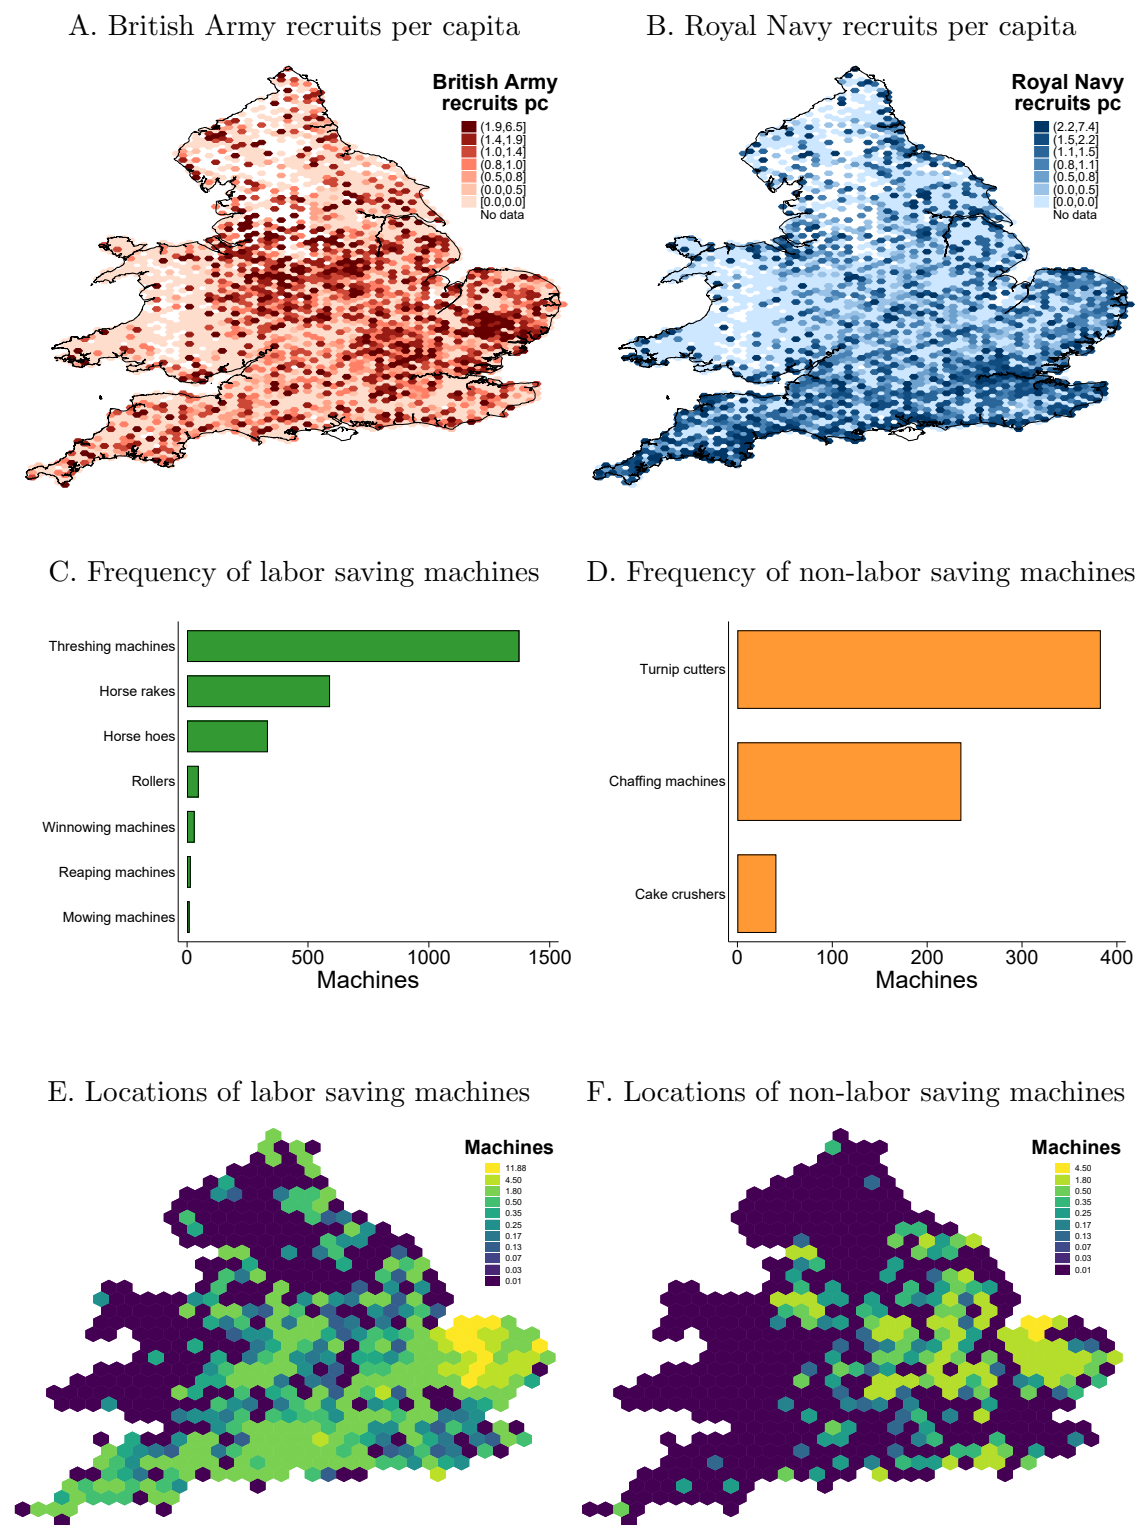 A. British Army recruits per capita
B. Royal Navy recruits per capita
British Army
recruits pc
(1.9,6.5]
(1.4,1.9]
(1.0,1.4]
(0.8,1.0]
(0.5,0.8]
(0.0,0.5]
[0.0,0.0]
No data
Royal Navy
recruits pc
(2.2,7.4]
(1.5,2.2]
(1.1,1.5]
(0.8,1.1]
(0.5,0.8]
(0.0,0.5]
[0.0,0.0]
No data
C. Frequency of labor saving machines
D. Frequency of non-labor saving machines
Threshing machines
Horse rakes
Horse hoes
Rollers
Winnowing machines
Reaping machines
Mowing machines
0 500 1000 1500
Machines
Turnip cutters
Chaffing machines
Cake crushers
0 100 200 300 400
Machines
E. Locations of labor saving machines
F. Locations of non-labor saving machines
Machines
11.88
4.50
1.80
0.50
0.35
0.25
0.17
0.13
0.07
0.03
0.01
Machines
4.50
1.80
0.50
0.35
0.25
0.17
0.13
0.07
0.03
0.01